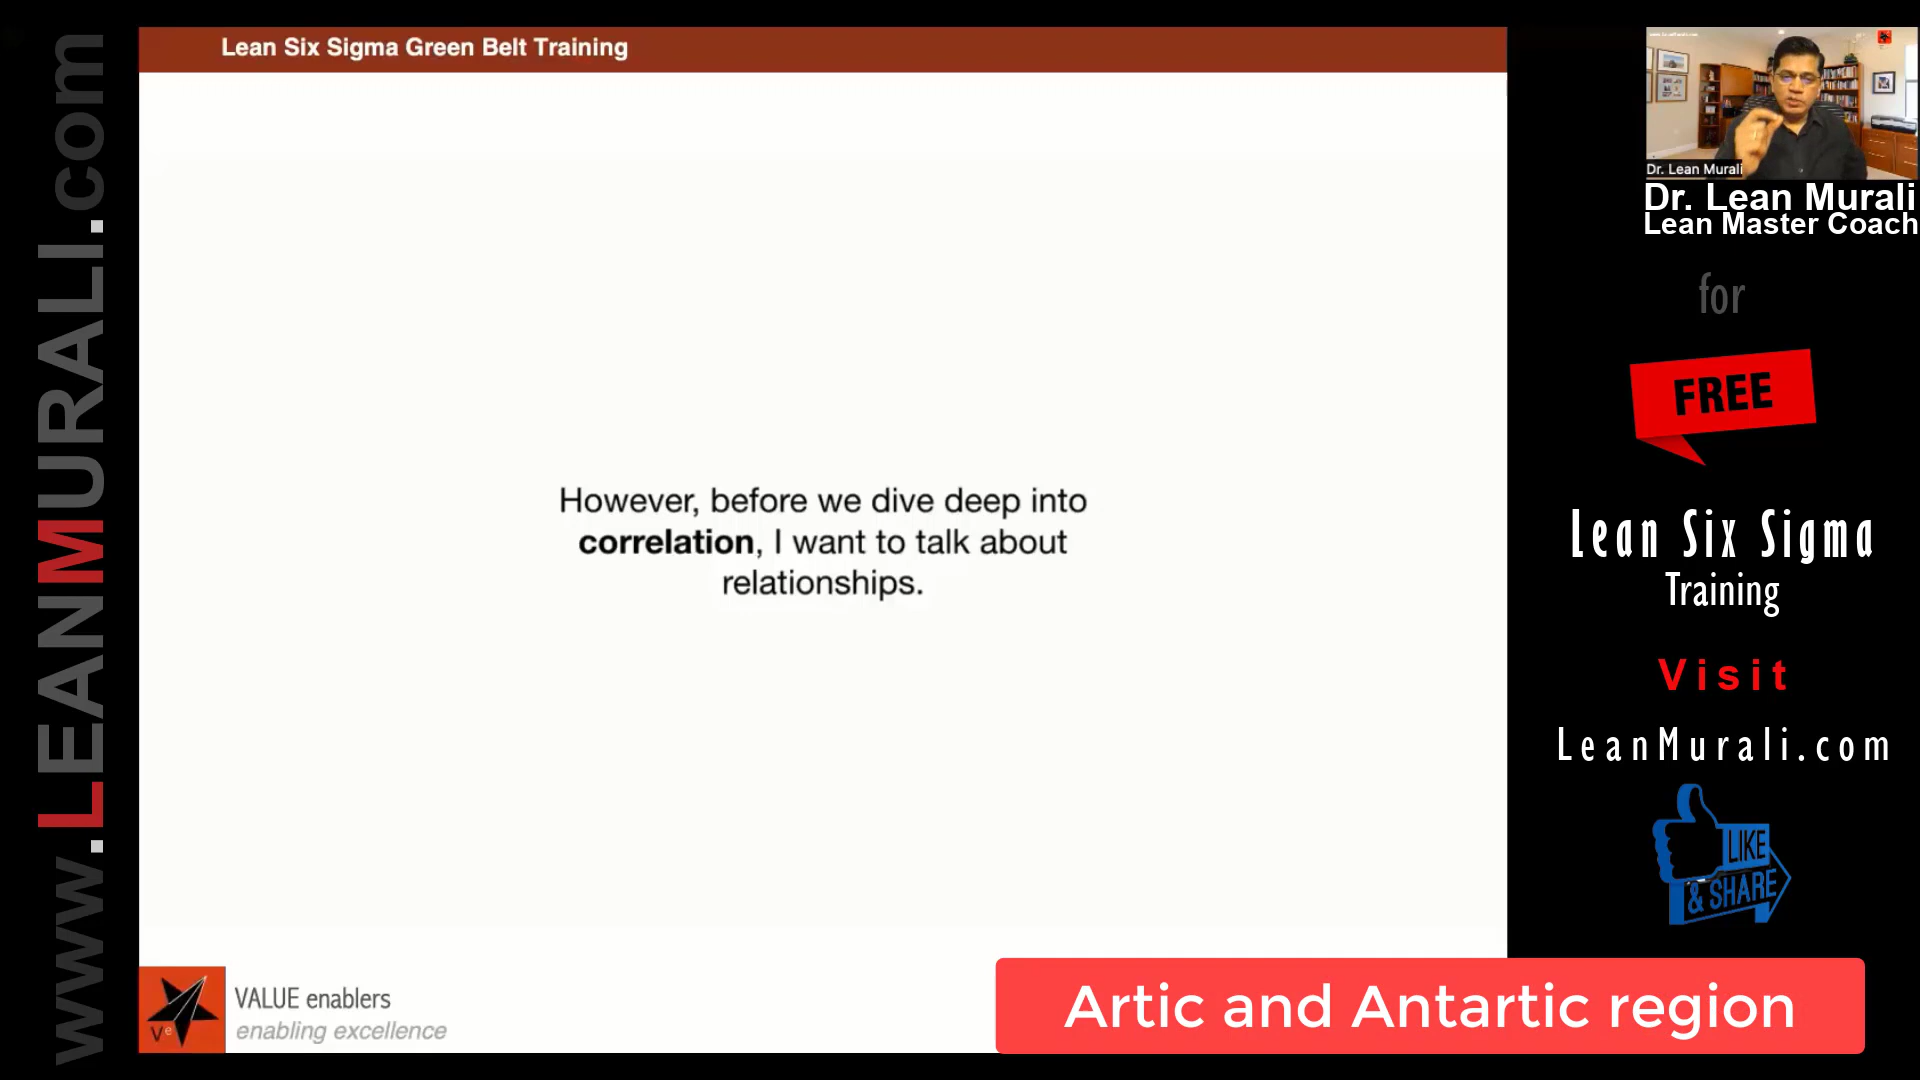 www.LEANMURALI.com
Lean Six Sigma Green Belt Training
However, before we dive deep into
correlation, I want to talk about
relationships.
Ve
VALUE enablers
enabling excellence
Artic and Antartic region
Dr. Lean Murali
Dr. Lean Murali
Lean Master Coach
for
FREE
Lean Six Sigma
Training
Visit
LeanMurali.com
LIKE
& SHARE